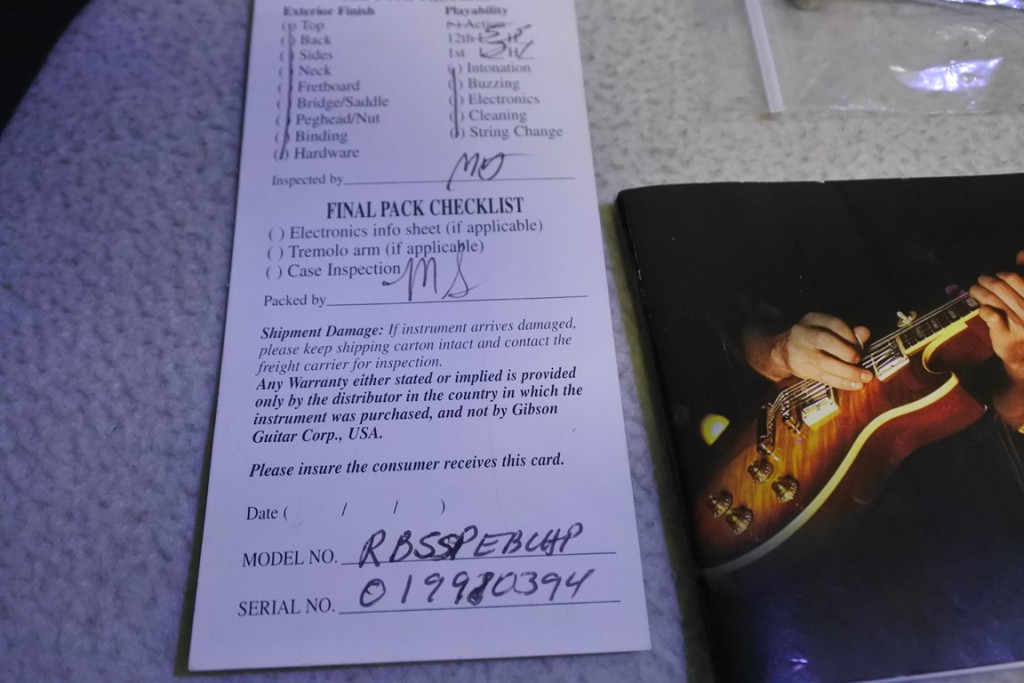 Exterior Finish Playability
( ) Top ( ) Action
( ) Back 12th
( ) Sides 1st
( ) Neck ( ) Intonation
( ) Fretboard ( ) Buzzing
( ) Bridge/Saddle ( ) Electronics
( ) Peghead/Nut ( ) Cleaning
( ) Binding ( ) String Change
( ) Hardware
Inspected by
FINAL PACK CHECKLIST
( ) Electronics info sheet (if applicable)
( ) Tremolo arm (if applicable)
( ) Case Inspection
Packed by MS
Shipment Damage: If instrument arrives damaged,
please keep shipping carton intact and contact the
freight carrier for inspection.
Any Warranty either stated or implied is provided
only by the distributor in the country in which the
instrument was purchased, and not by Gibson
Guitar Corp., USA.
Please insure the consumer receives this card.
Date ( / / )
MODEL NO. RBSSPEBCHP
SERIAL NO. 019980394